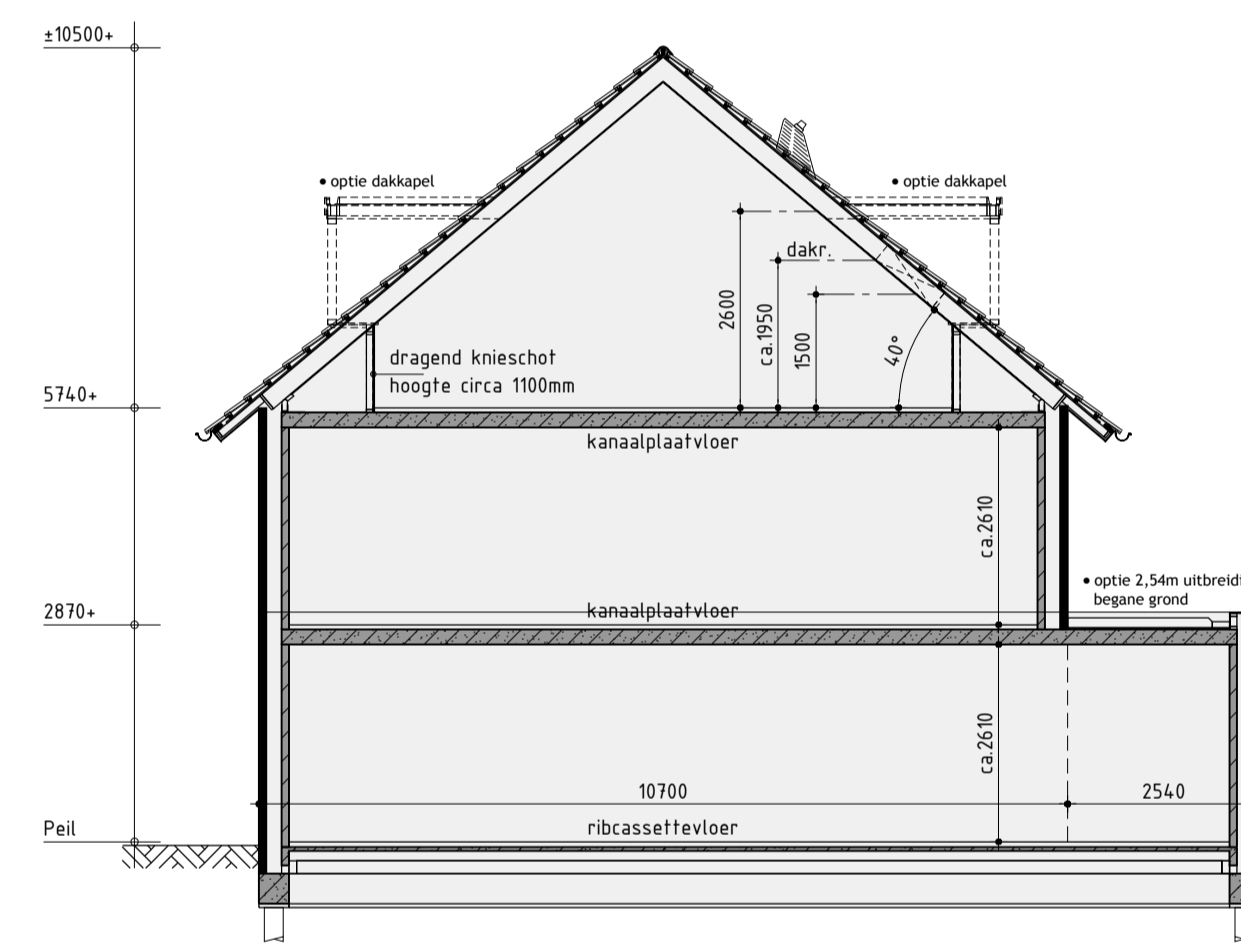 ±10500+
• optie dakkapel
• optie dakkapel
dakr.
2600
ca.1950
1500
40°
dragend knieschot
hoogte circa 1100mm
5740+
kanaalplaatvloer
ca.2610
• optie 2,54m uitbreidi
begane grond
2870+
kanaalplaatvloer
ca.2610
10700
2540
Peil
ribcassettevloer